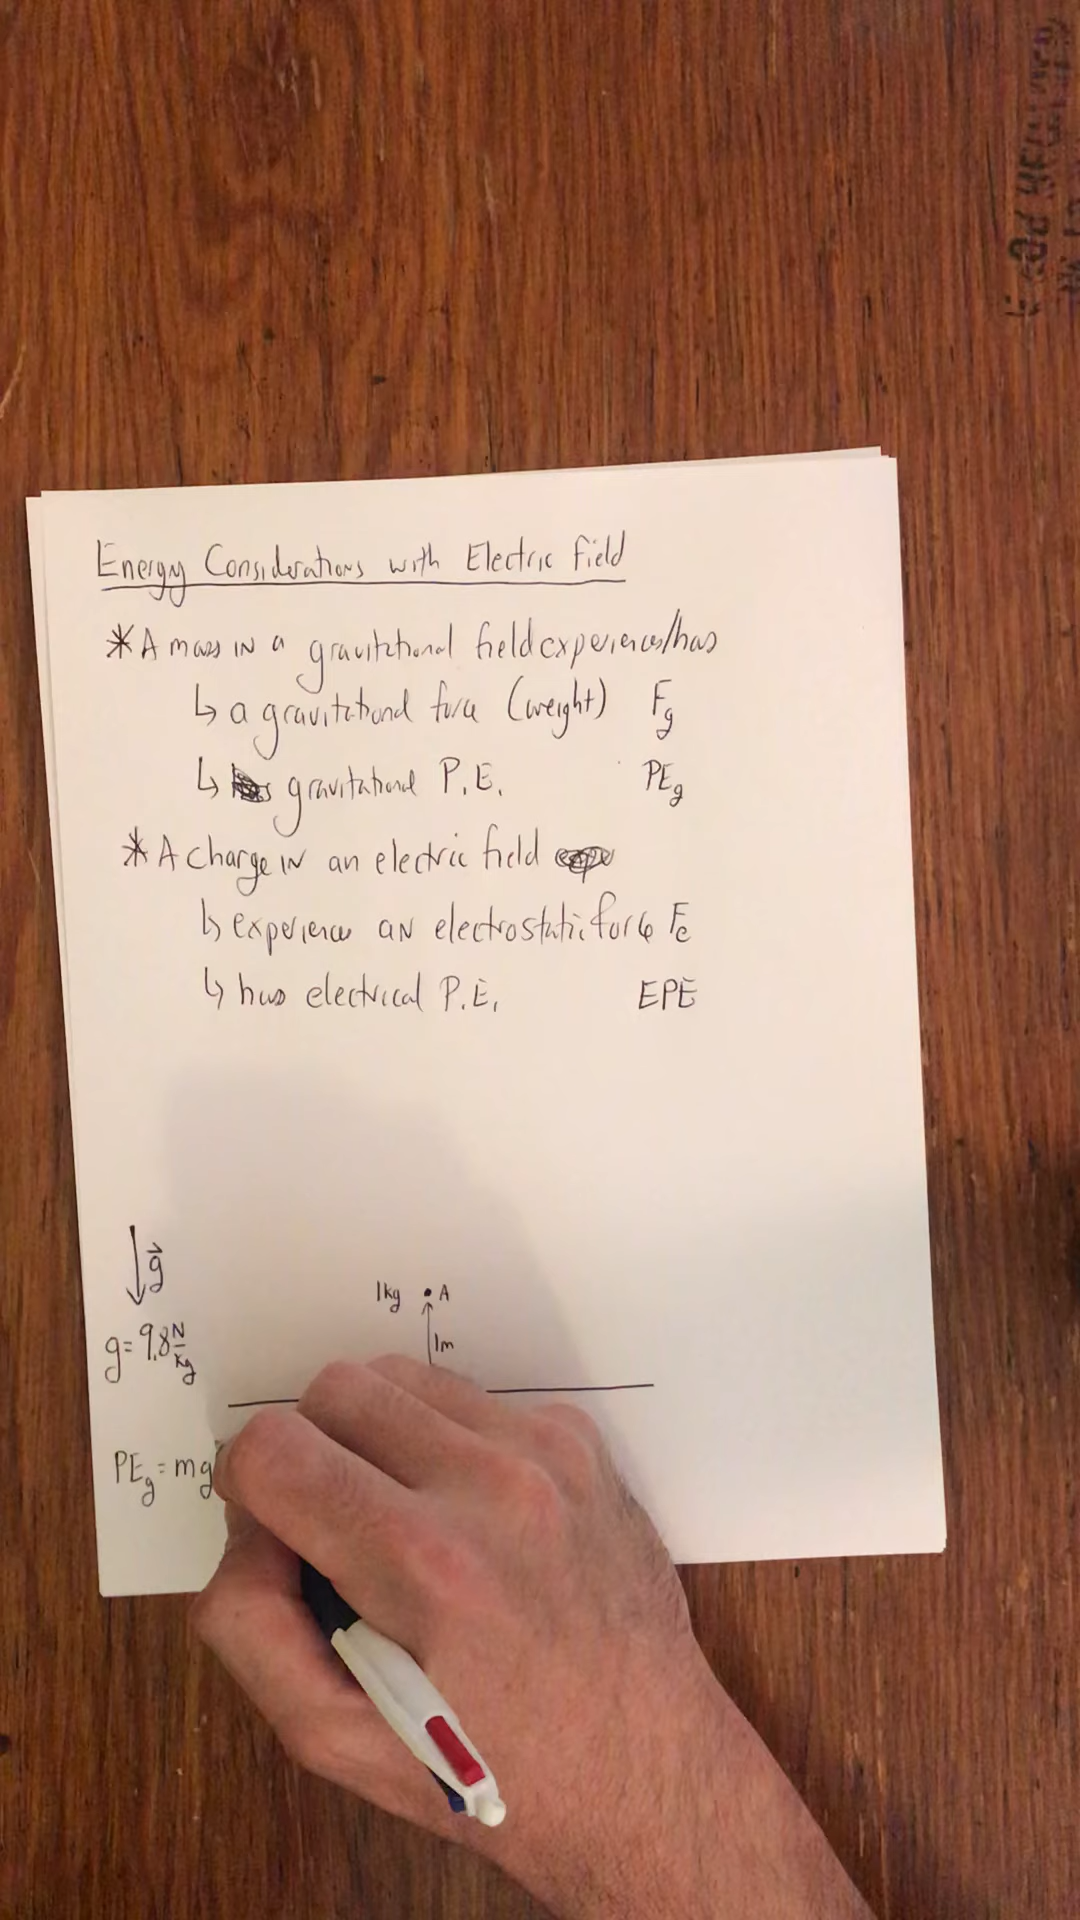 Energy Considerations with Electric Field
* A mass in a gravitational field experiences/has
↳ a gravitational force (weight) Fg
↳ gravitational P.E. PEg
* A charge in an electric field
↳ experiences an electrostatic force Fe
↳ has electrical P.E. EPE
g
g = 9.8 N/kg
1kg • A
1m
PEg = mg